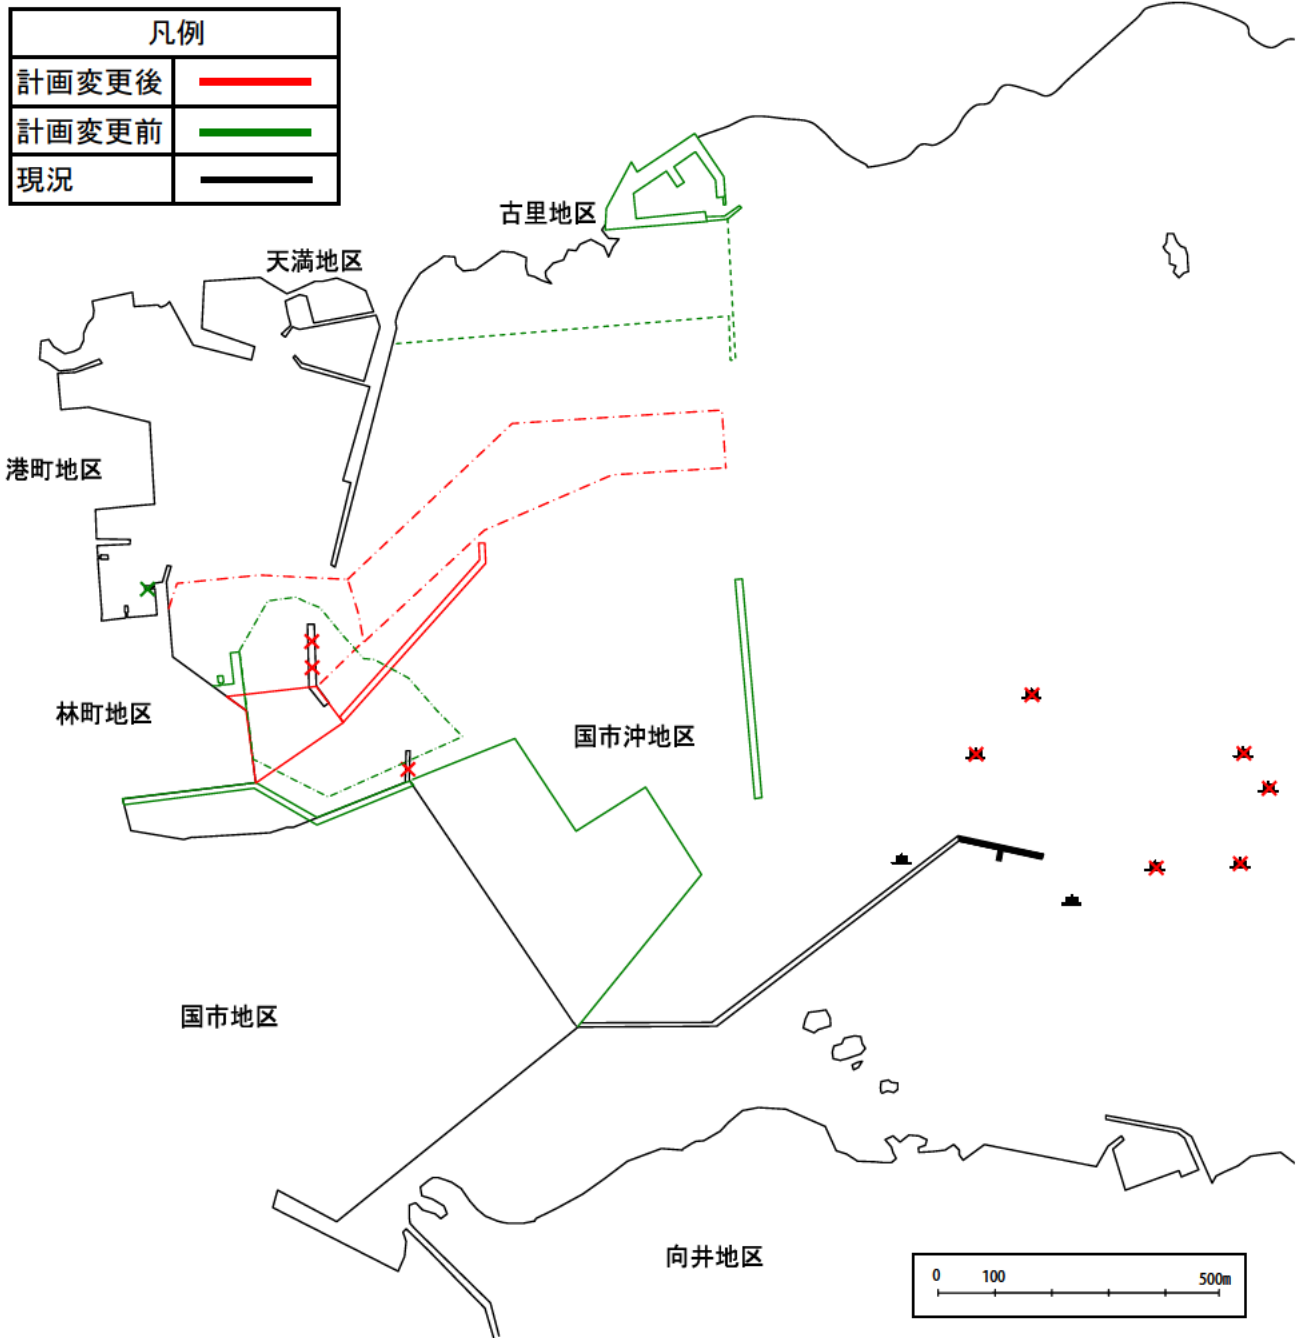 凡例
計画変更後
計画変更前
現況
古里地区
天満地区
港町地区
林町地区
国市沖地区
国市地区
向井地区
0 100 500m